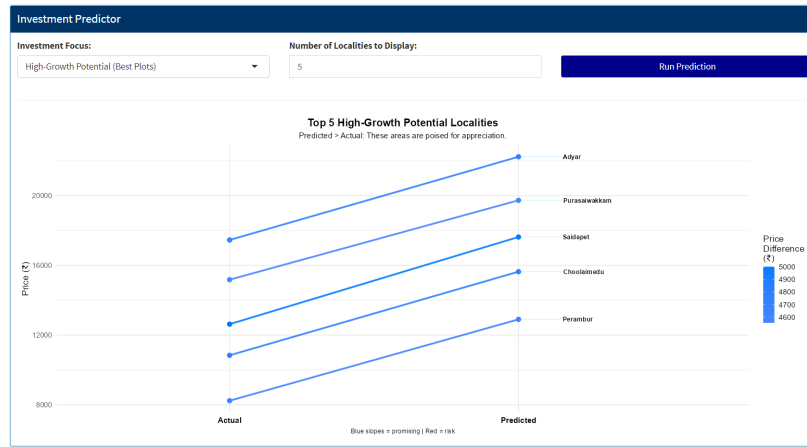 Investment Predictor
Investment Focus:
Number of Localities to Display:
High-Growth Potential (Best Plots)
5
Run Prediction
Top 5 High-Growth Potential Localities
Predicted > Actual: These areas are poised for appreciation.
Adyar
Purasaiwakkam
Saidapet
Choolaimedu
Perambur
20000
16000
12000
8000
Price (₹)
Actual
Predicted
Blue slopes = promising | Red = risk
Price
Difference
(₹)
5000
4900
4800
4700
4600